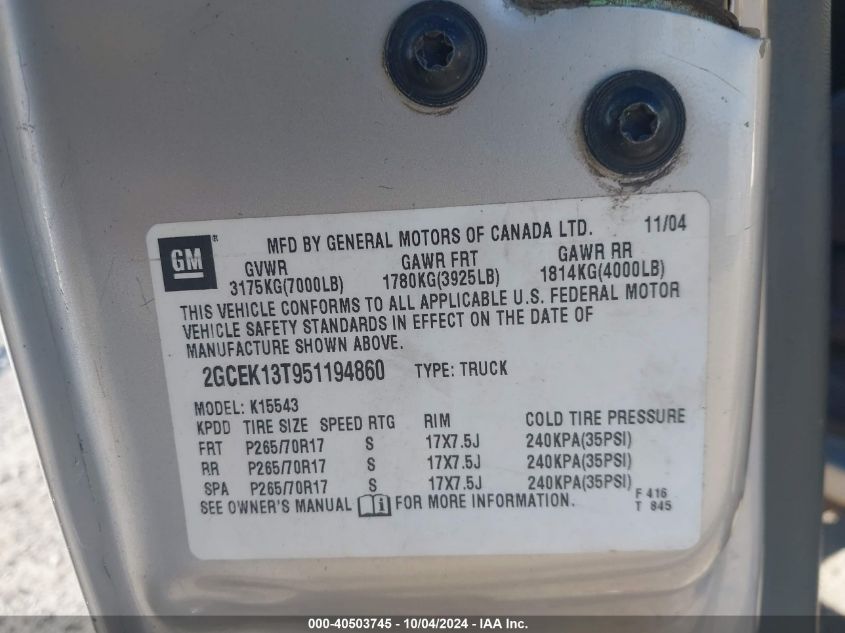 GM ®
MFD BY GENERAL MOTORS OF CANADA LTD. 11/04
GVWR GAWR FRT GAWR RR
3175KG(7000LB) 1780KG(3925LB) 1814KG(4000LB)
THIS VEHICLE CONFORMS TO ALL APPLICABLE U.S. FEDERAL MOTOR
VEHICLE SAFETY STANDARDS IN EFFECT ON THE DATE OF
MANUFACTURE SHOWN ABOVE.
2GCEK13T951194860 TYPE: TRUCK
MODEL: K15543
KPDD TIRE SIZE SPEED RTG RIM COLD TIRE PRESSURE
FRT P265/70R17 S 17X7.5J 240KPA(35PSI)
RR P265/70R17 S 17X7.5J 240KPA(35PSI)
SPA P265/70R17 S 17X7.5J 240KPA(35PSI)
SEE OWNER'S MANUAL i FOR MORE INFORMATION. F 416
T 845
000-40503745 - 10/04/2024 - IAA Inc.